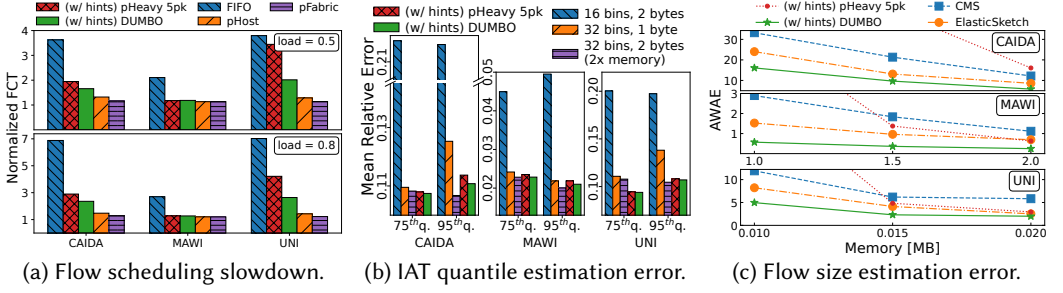 (w/ hints) pHeavy 5pk
(w/ hints) DUMBO
FIFO
pHost
pFabric
Normalized FCT
4
3
2
1
load = 0.5
7
5
3
1
load = 0.8
CAIDA
MAWI
UNI
(a) Flow scheduling slowdown.
(w/ hints) pHeavy 5pk
(w/ hints) DUMBO
16 bins, 2 bytes
32 bins, 1 byte
32 bins, 2 bytes
(2x memory)
Mean Relative Error
0.21
0.13
0.11
0.05
0.04
0.03
0.02
0.20
0.15
0.10
75th q. 95th q.
75th q. 95th q.
75th q. 95th q.
CAIDA
MAWI
UNI
(b) IAT quantile estimation error.
(w/ hints) pHeavy 5pk
(w/ hints) DUMBO
CMS
ElasticSketch
AWAE
30
20
10
CAIDA
3
2
1
MAWI
1.0 1.5 2.0
10
5
UNI
0.010 0.015 0.020
Memory [MB]
(c) Flow size estimation error.